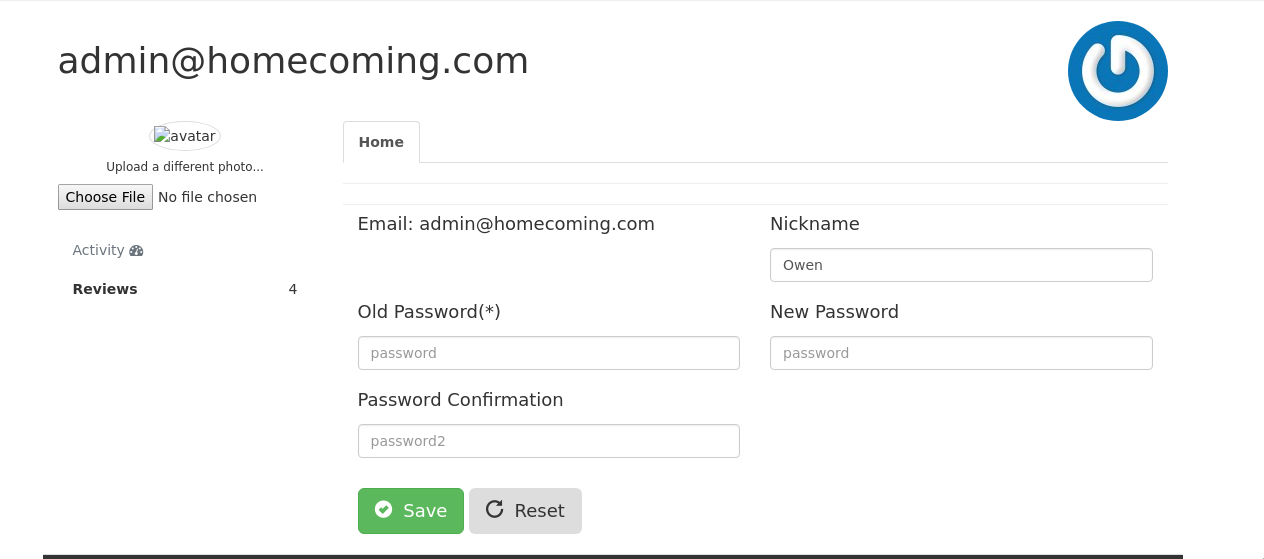 admin@homecoming.com
avatar
Upload a different photo...
Choose File No file chosen
Activity
Reviews 4
Home
Email: admin@homecoming.com
Nickname
Owen
Old Password(*)
New Password
password
password
Password Confirmation
password2
Save
Reset